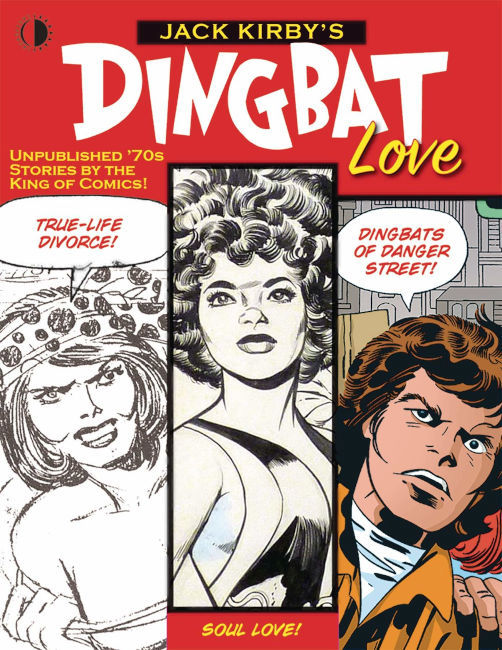 JACK KIRBY'S
DINGBAT
Love
UNPUBLISHED '70S
STORIES BY THE
KING OF COMICS!
TRUE-LIFE
DIVORCE!
DINGBATS
OF DANGER
STREET!
SOUL LOVE!